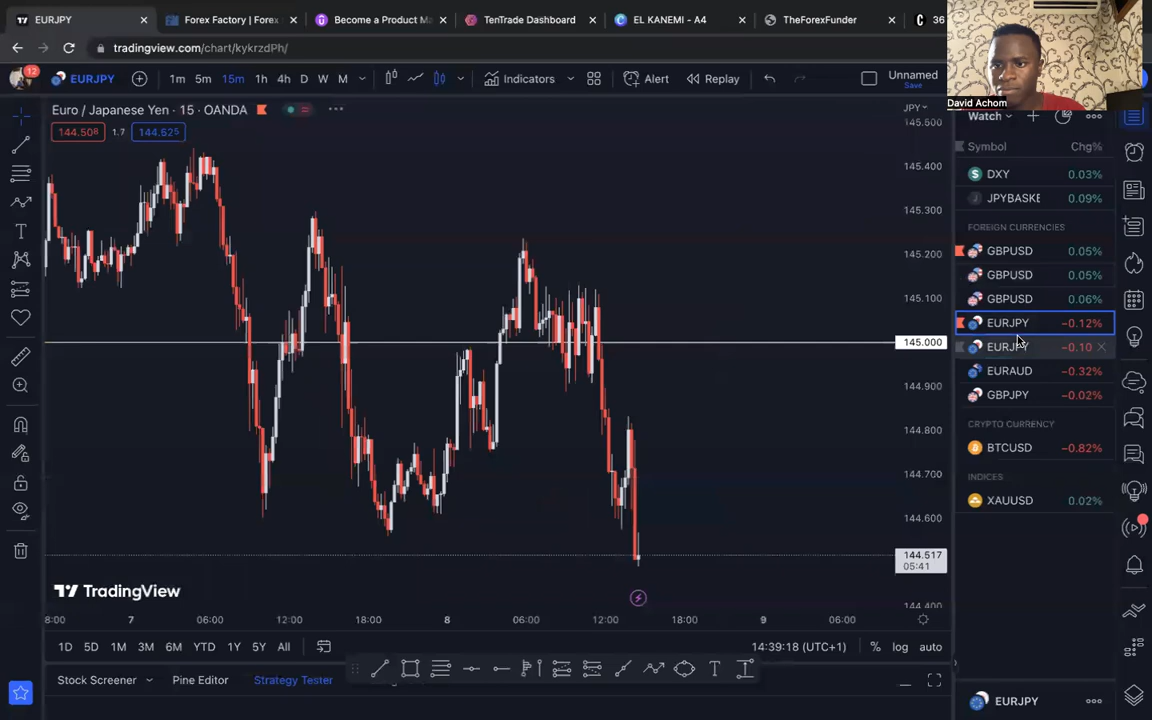 EURJPY
Forex Factory | Forex
Become a Product Ma
TenTrade Dashboard
EL KANEMI - A4
TheForexFunder
36
tradingview.com/chart/kykrzdPh/
12
EURJPY
1m 5m 15m 1h 4h D W M
Indicators
Alert
Replay
Unnamed
Save
David Achom
Euro / Japanese Yen · 15 · OANDA
JPY
144.508 1.7 144.525
Watch
Symbol Chg%
DXY 0.03%
JPYBASKE 0.09%
FOREIGN CURRENCIES
GBPUSD 0.05%
GBPUSD 0.05%
GBPUSD 0.06%
EURJPY −0.12%
EURJPY −0.10
EURAUD −0.32%
GBPJPY −0.02%
CRYPTO CURRENCY
BTCUSD −0.82%
INDICES
XAUUSD 0.02%
145.500
145.400
145.300
145.200
145.100
145.000
144.900
144.800
144.700
144.600
144.517
05:41
144.400
TradingView
8:00 7 06:00 12:00 18:00 8 06:00 12:00 18:00 9 06:00
1D 5D 1M 3M 6M YTD 1Y 5Y All
14:39:18 (UTC+1)
% log auto
Stock Screener
Pine Editor
Strategy Tester
EURJPY